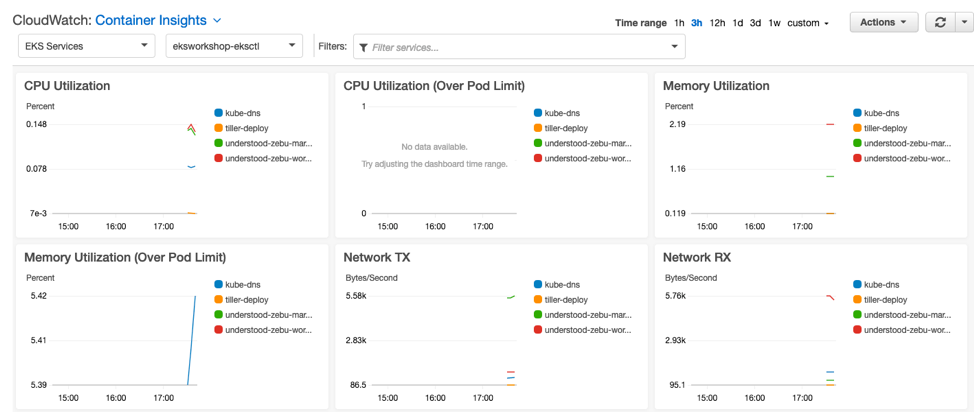 CloudWatch: Container Insights
Time range 1h 3h 12h 1d 3d 1w custom
Actions
EKS Services
eksworkshop-eksctl
Filters:
Filter services...
CPU Utilization
Percent
0.148
0.078
7e-3
15:00 16:00 17:00
kube-dns
tiller-deploy
understood-zebu-mar...
understood-zebu-wor...
CPU Utilization (Over Pod Limit)
1
No data available.
Try adjusting the dashboard time range.
0
15:00 16:00 17:00
kube-dns
tiller-deploy
understood-zebu-mar...
understood-zebu-wor...
Memory Utilization
Percent
2.19
1.16
0.119
15:00 16:00 17:00
kube-dns
tiller-deploy
understood-zebu-mar...
understood-zebu-wor...
Memory Utilization (Over Pod Limit)
Percent
5.42
5.41
5.39
15:00 16:00 17:00
kube-dns
tiller-deploy
understood-zebu-mar...
understood-zebu-wor...
Network TX
Bytes/Second
5.58k
2.83k
86.5
15:00 16:00 17:00
kube-dns
tiller-deploy
understood-zebu-mar...
understood-zebu-wor...
Network RX
Bytes/Second
5.76k
2.93k
95.1
15:00 16:00 17:00
kube-dns
tiller-deploy
understood-zebu-mar...
understood-zebu-wor...